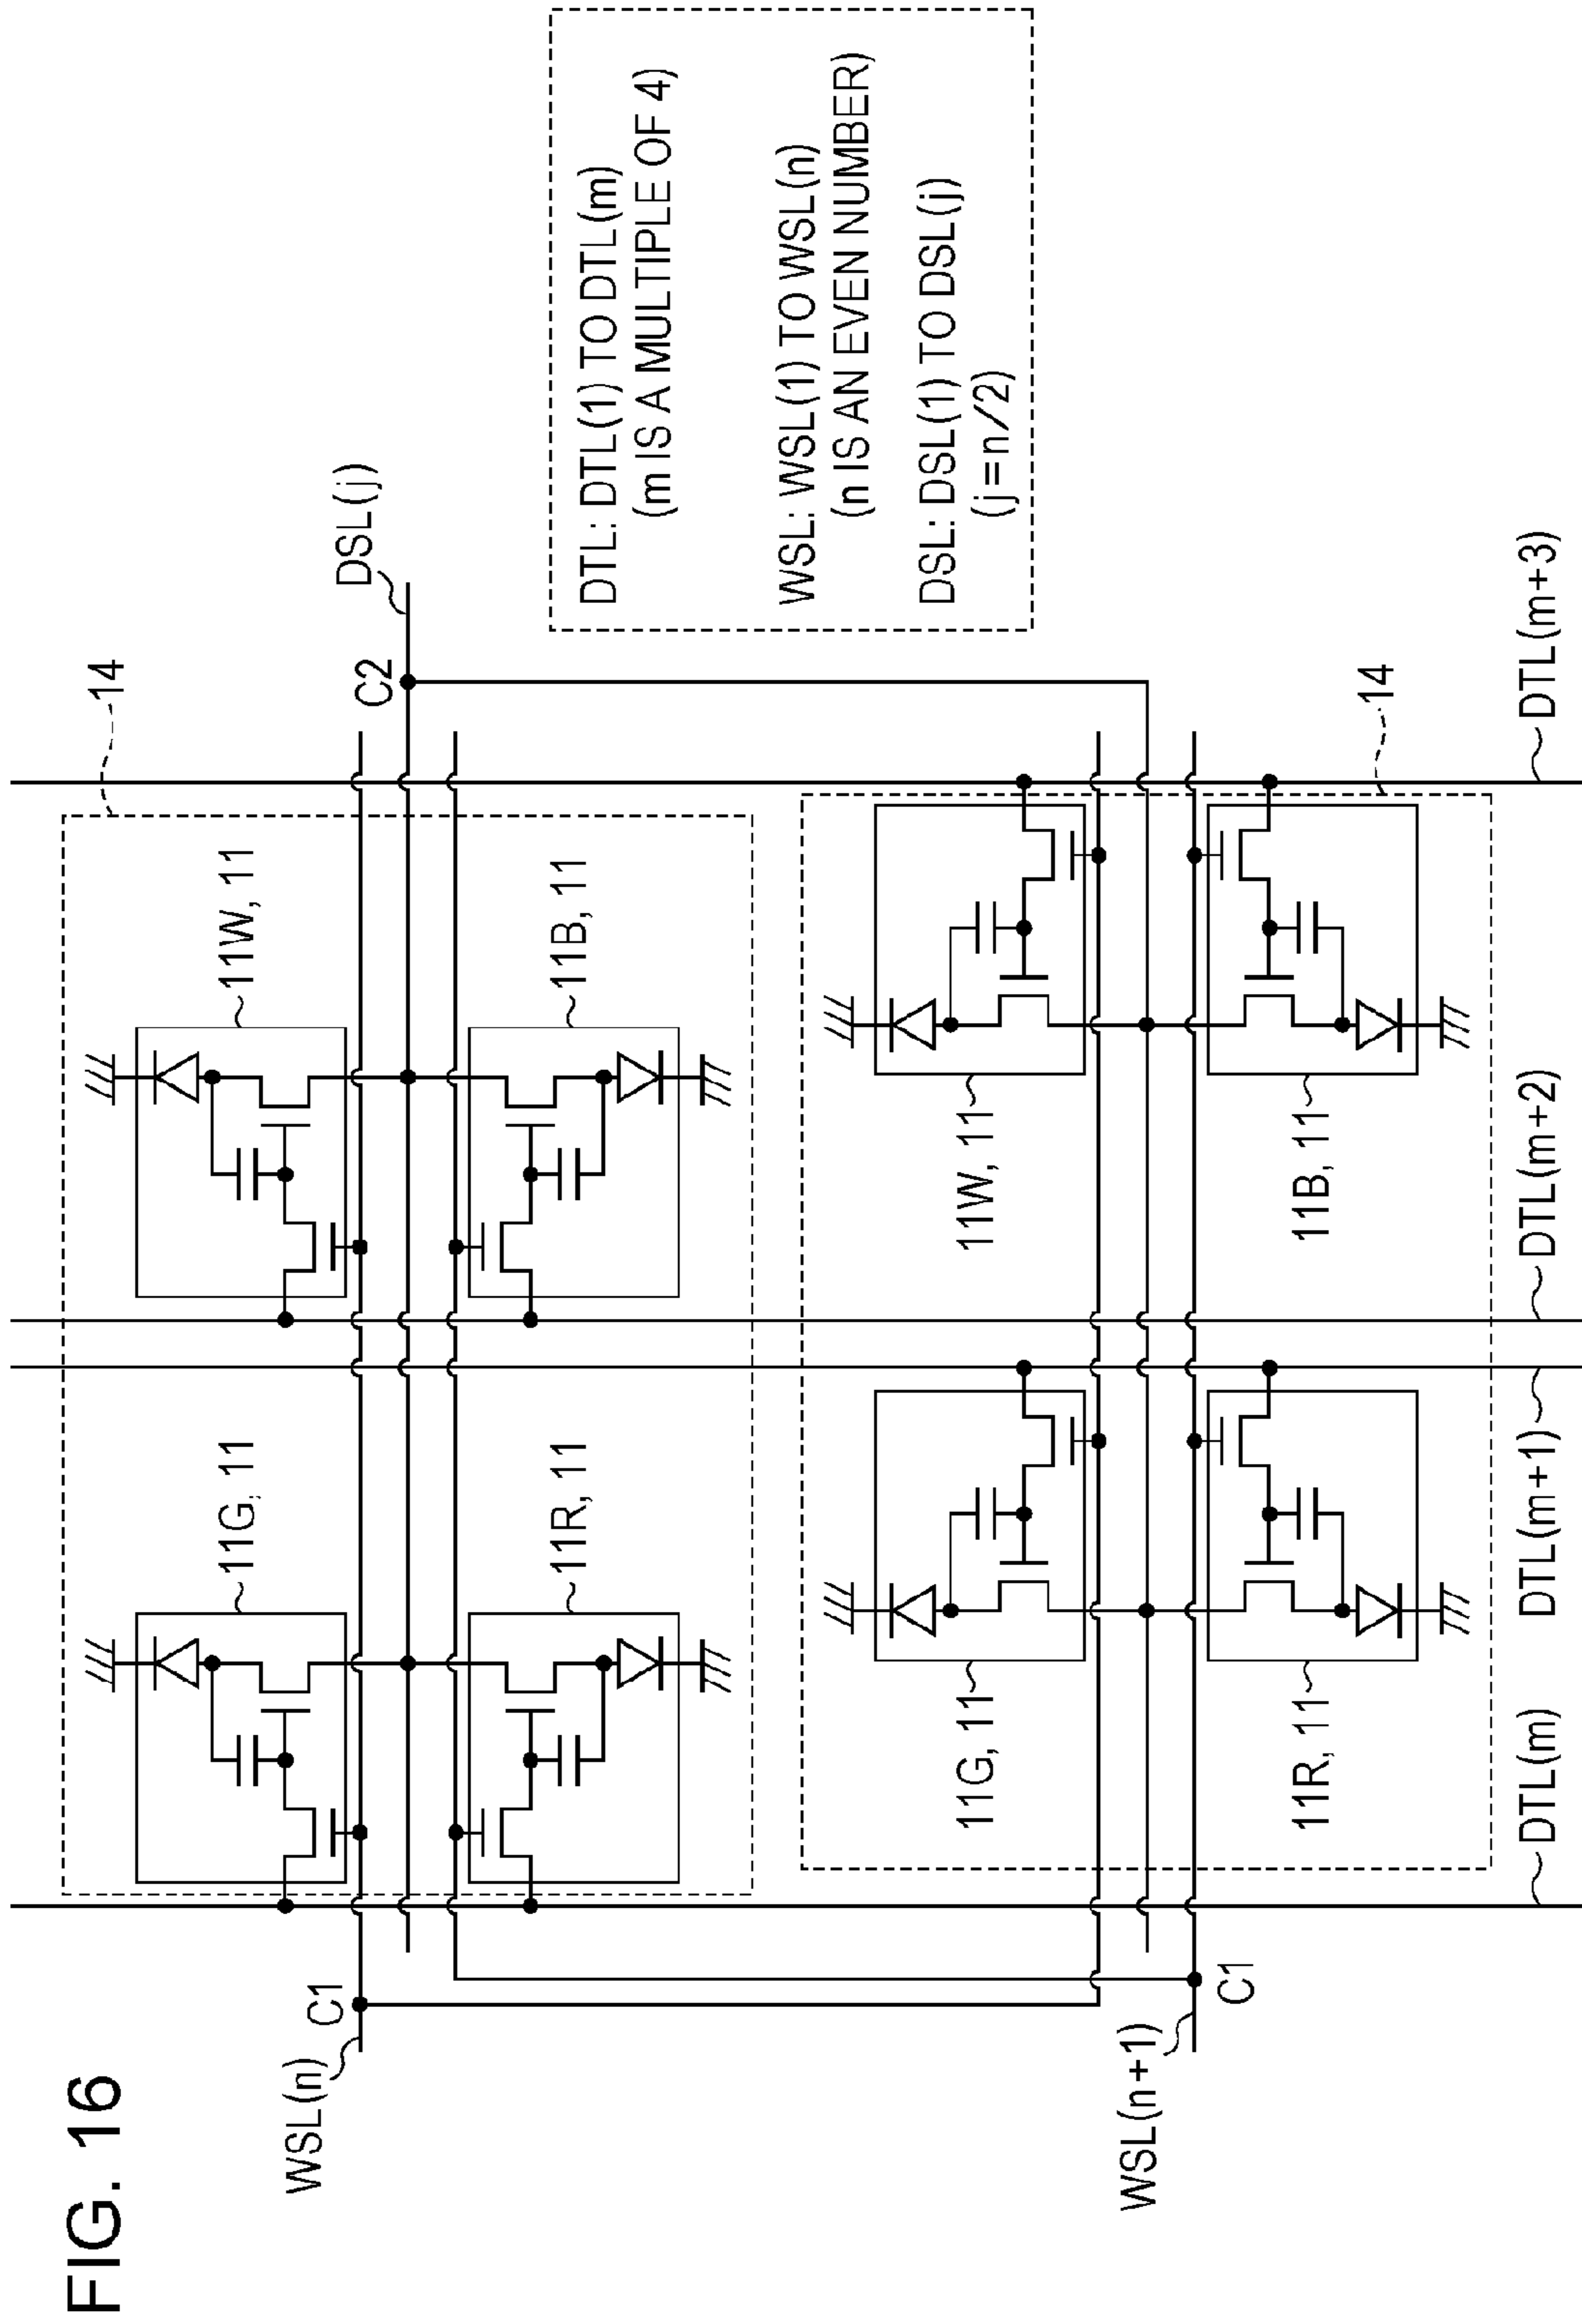 FIG. 16
WSL(n)
C1
11G, 11
11W, 11
14
C2
DSL(j)
11R, 11
11B, 11
DTL: DTL(1) TO DTL(m)
(m IS A MULTIPLE OF 4)
WSL: WSL(1) TO WSL(n)
(n IS AN EVEN NUMBER)
DSL: DSL(1) TO DSL(j)
(j=n/2)
11G, 11
11W, 11
WSL(n+1)
C1
11R, 11
11B, 11
14
DTL(m)
DTL(m+1)
DTL(m+2)
DTL(m+3)